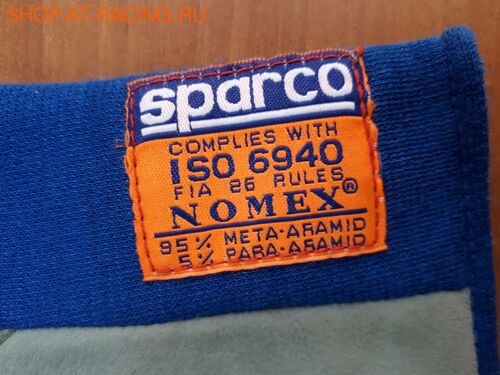 SHOP.AT-RACING.RU
sparco
COMPLIES WITH
ISO 6940
FIA 86 RULES
NOMEX®
95% META-ARAMID
5% PARA-ARAMID